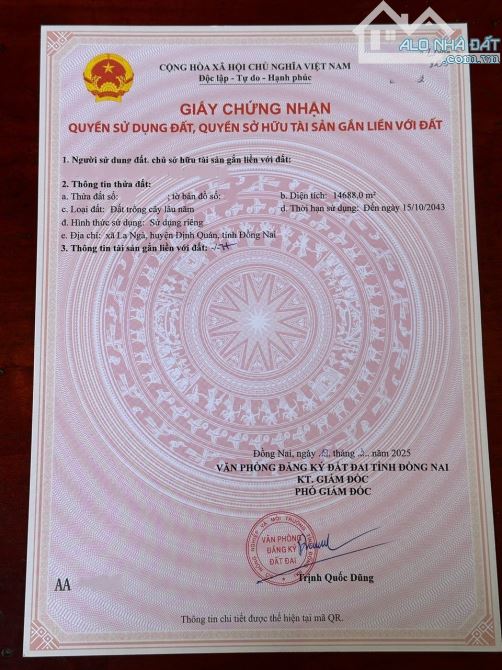 ALO NHÀ ĐẤT
.com.vn
CỘNG HÒA XÃ HỘI CHỦ NGHĨA VIỆT NAM
Độc lập - Tự do - Hạnh phúc
GIẤY CHỨNG NHẬN
QUYỀN SỬ DỤNG ĐẤT, QUYỀN SỞ HỮU TÀI SẢN GẮN LIỀN VỚI ĐẤT
1. Người sử dụng đất, chủ sở hữu tài sản gắn liền với đất:
2. Thông tin thửa đất:
a. Thửa đất số: ; tờ bản đồ số: b. Diện tích: 14688,0 m²
c. Loại đất: Đất trồng cây lâu năm d. Thời hạn sử dụng: Đến ngày 15/10/2043
đ. Hình thức sử dụng: Sử dụng riêng
e. Địa chỉ: xã La Ngà, huyện Định Quán, tỉnh Đồng Nai
3. Thông tin tài sản gắn liền với đất:
Đồng Nai, ngày tháng năm 2025
VĂN PHÒNG ĐĂNG KÝ ĐẤT ĐAI TỈNH ĐỒNG NAI
KT. GIÁM ĐỐC
PHÓ GIÁM ĐỐC
VĂN PHÒNG
ĐĂNG KÝ
ĐẤT ĐAI
Trịnh Quốc Dũng
AA
Thông tin chi tiết được thể hiện tại mã QR.